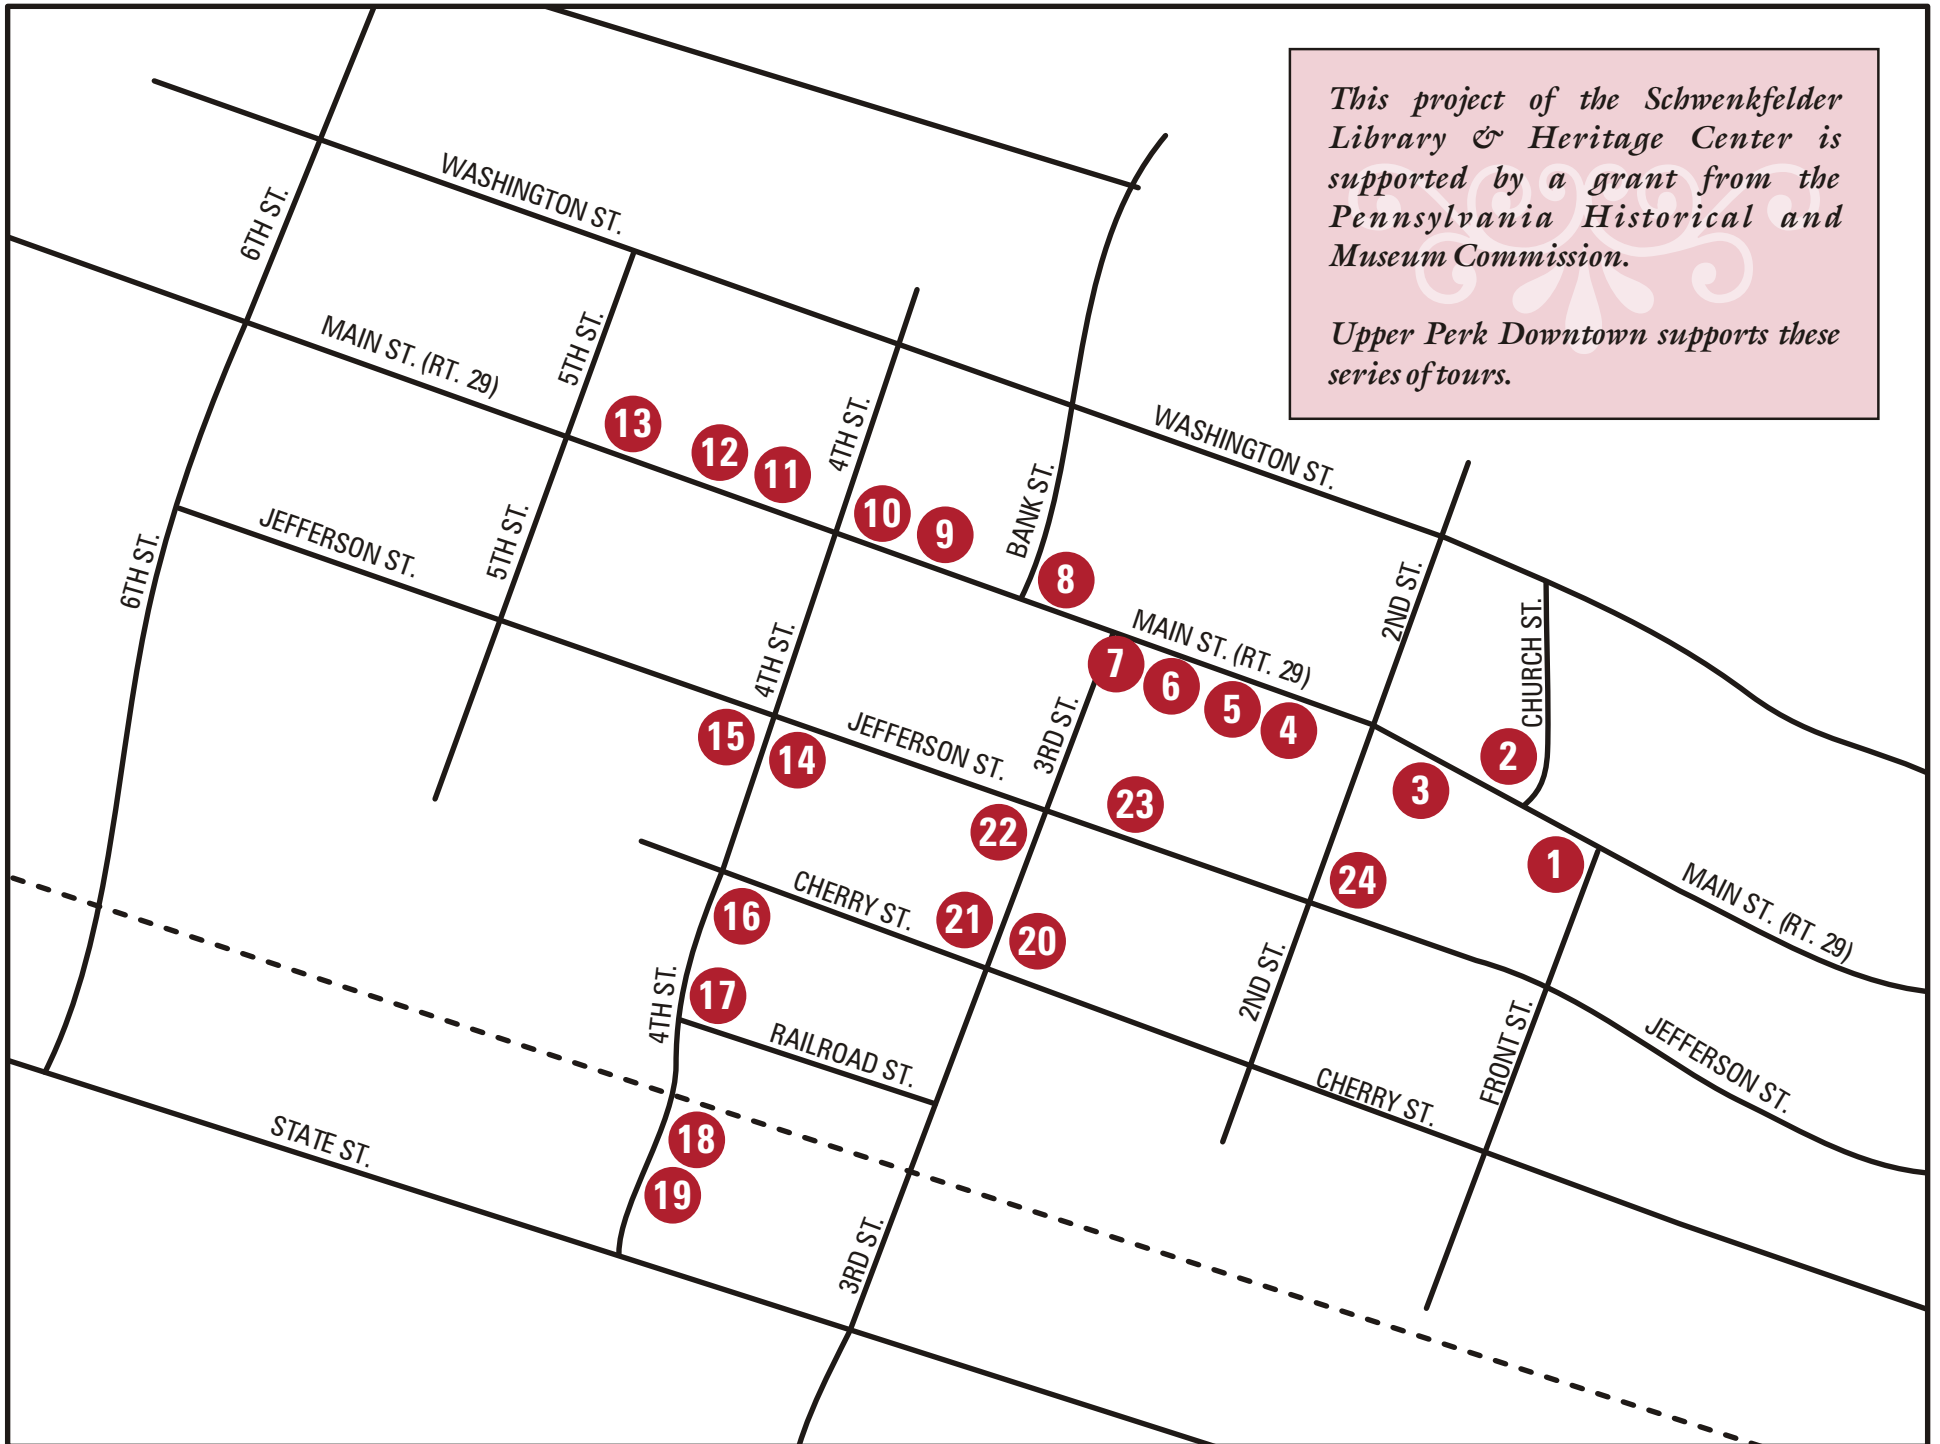 This project of the Schwenkfelder
Library & Heritage Center is
supported by a grant from the
Pennsylvania Historical and
Museum Commission.
Upper Perk Downtown supports these
series of tours.
WASHINGTON ST.
6TH ST.
MAIN ST. (RT. 29)
5TH ST.
4TH ST.
13
12
11
10
9
BANK ST.
8
WASHINGTON ST.
JEFFERSON ST.
5TH ST.
6TH ST.
4TH ST.
MAIN ST. (RT. 29)
2ND ST.
CHURCH ST.
7
6
5
4
3RD ST.
2
3
15
14
JEFFERSON ST.
22
23
1
24
MAIN ST. (RT. 29)
CHERRY ST.
16
21
20
2ND ST.
17
4TH ST.
RAILROAD ST.
FRONT ST.
JEFFERSON ST.
CHERRY ST.
STATE ST.
18
19
3RD ST.